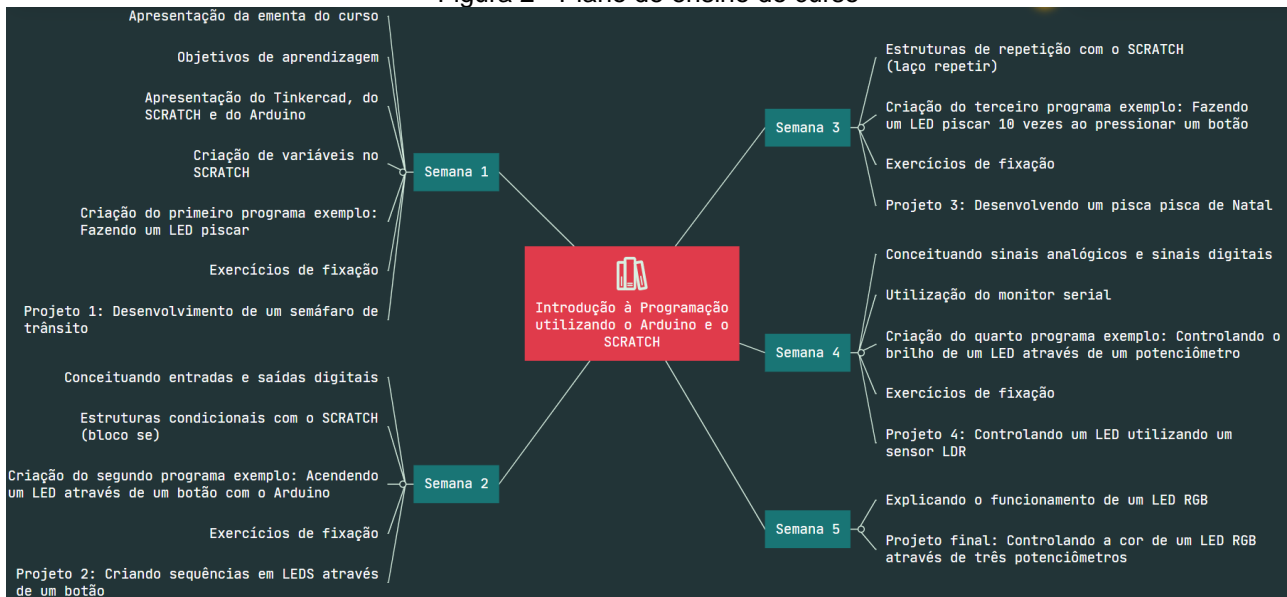 Figura 2 - Plano de ensino do curso
Apresentação da ementa do curso
Objetivos de aprendizagem
Apresentação do Tinkercad, do
SCRATCH e do Arduino
Criação de variáveis no
SCRATCH
Criação do primeiro programa exemplo:
Fazendo um LED piscar
Exercícios de fixação
Projeto 1: Desenvolvimento de um semáfaro de
trânsito
Semana 1
Conceituando entradas e saídas digitais
Estruturas condicionais com o SCRATCH
(bloco se)
Criação do segundo programa exemplo: Acendendo
um LED através de um botão com o Arduino
Exercícios de fixação
Projeto 2: Criando sequências em LEDS através
de um botão
Semana 2
Introdução à Programação
utilizando o Arduino e o
SCRATCH
Semana 3
Estruturas de repetição com o SCRATCH
(laço repetir)
Criação do terceiro programa exemplo: Fazendo
um LED piscar 10 vezes ao pressionar um botão
Exercícios de fixação
Projeto 3: Desenvolvendo um pisca pisca de Natal
Semana 4
Conceituando sinais analógicos e sinais digitais
Utilização do monitor serial
Criação do quarto programa exemplo: Controlando o
brilho de um LED através de um potenciômetro
Exercícios de fixação
Projeto 4: Controlando um LED utilizando um
sensor LDR
Semana 5
Explicando o funcionamento de um LED RGB
Projeto final: Controlando a cor de um LED RGB
através de três potenciômetros